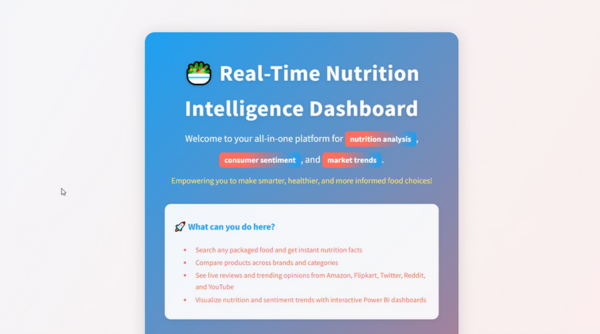 Real-Time Nutrition
Intelligence Dashboard
Welcome to your all-in-one platform for nutrition analysis,
consumer sentiment, and market trends.
Empowering you to make smarter, healthier, and more informed food choices!
What can you do here?
Search any packaged food and get instant nutrition facts
Compare products across brands and categories
See live reviews and trending opinions from Amazon, Flipkart, Twitter, Reddit,
and YouTube
Visualize nutrition and sentiment trends with interactive Power BI dashboards